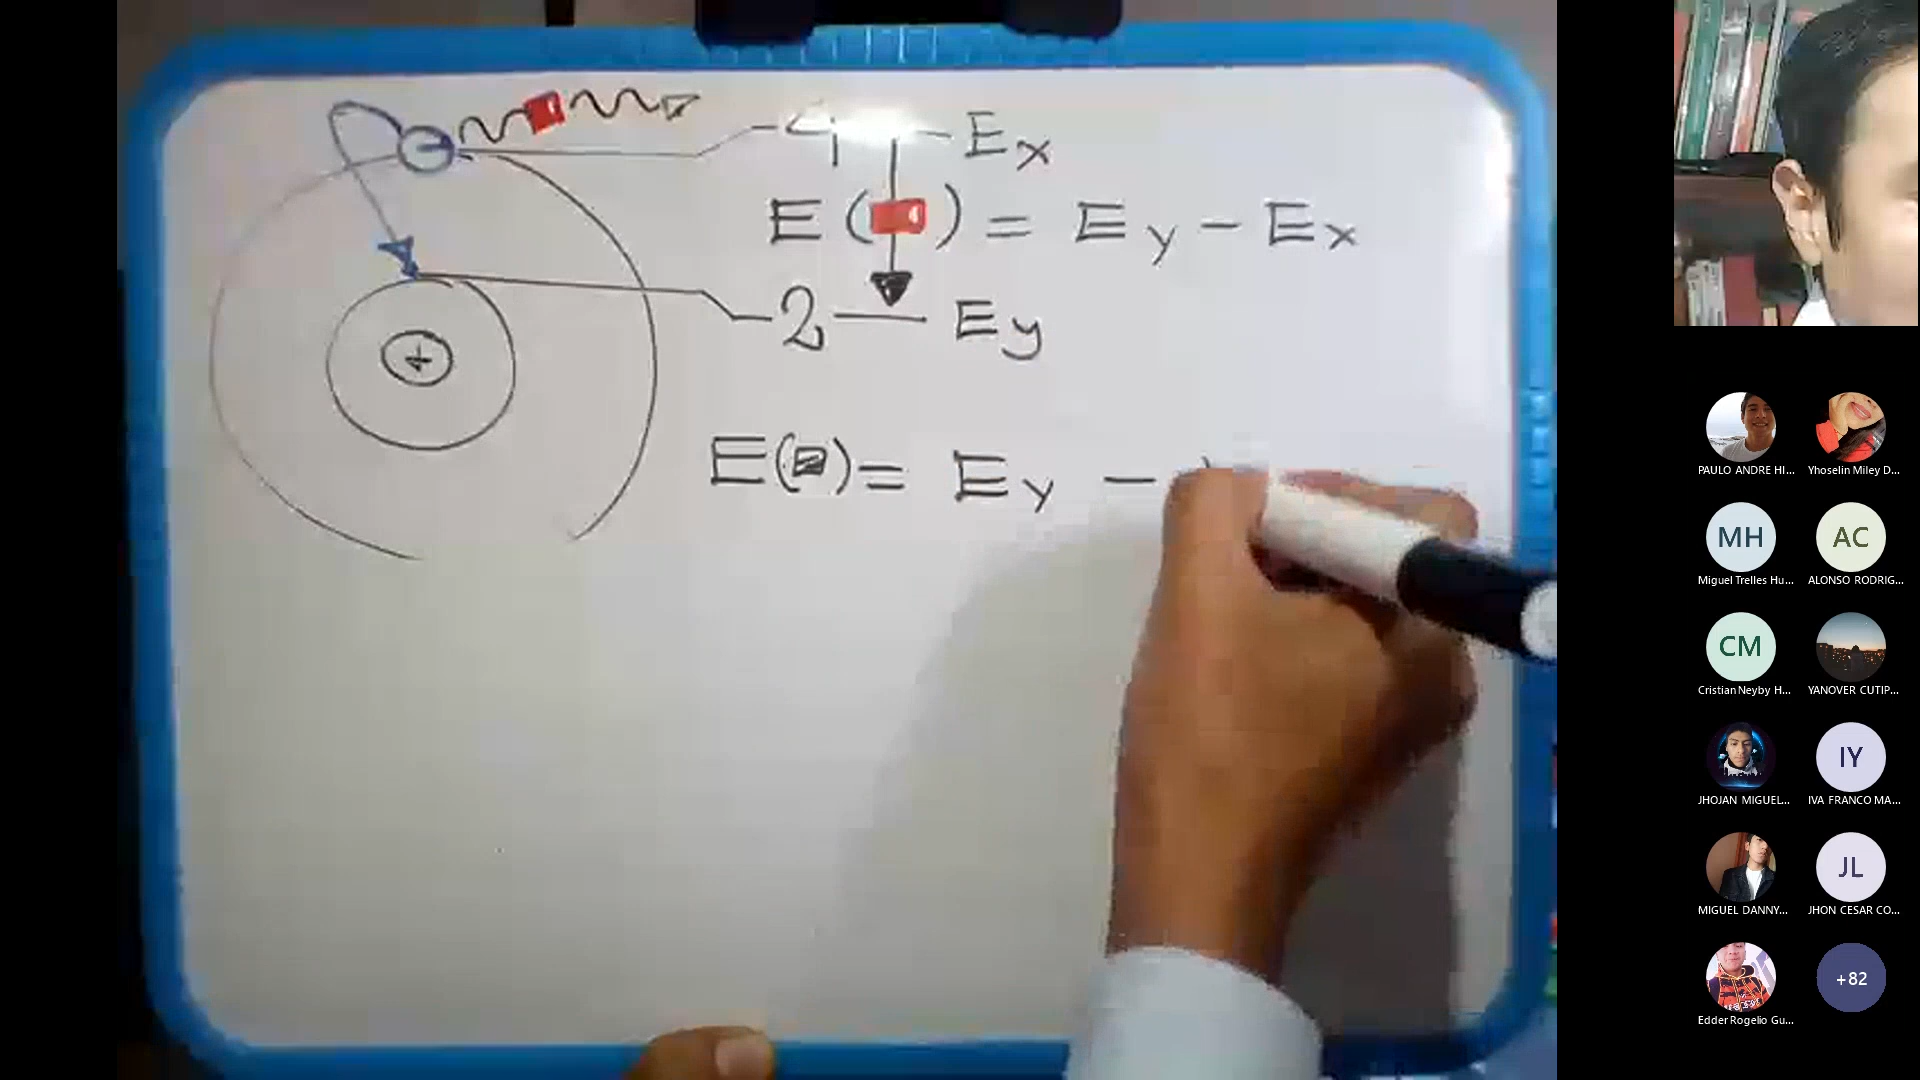 4 — Ex
E( ) = Ey - Ex
2 — Ey
+
E( ) = Ey -
PAULO ANDRE HI...
Yhoselin Miley D...
MH
AC
Miguel Trelles Hu...
ALONSO RODRIG...
CM
Cristian Neyby H...
YANOVER CUTIP...
IY
JHOJAN MIGUEL...
IVA FRANCO MA...
JL
MIGUEL DANNY...
JHON CESAR CO...
+82
Edder Rogelio Gu...